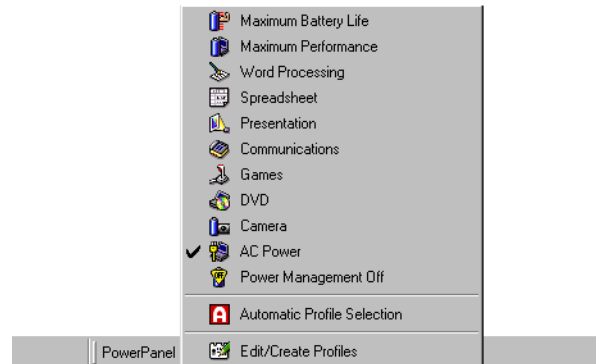 Maximum Battery Life
Maximum Performance
Word Processing
Spreadsheet
Presentation
Communications
Games
DVD
Camera
AC Power
OFF
Power Management Off
A
Automatic Profile Selection
PowerPanel
Edit/Create Profiles